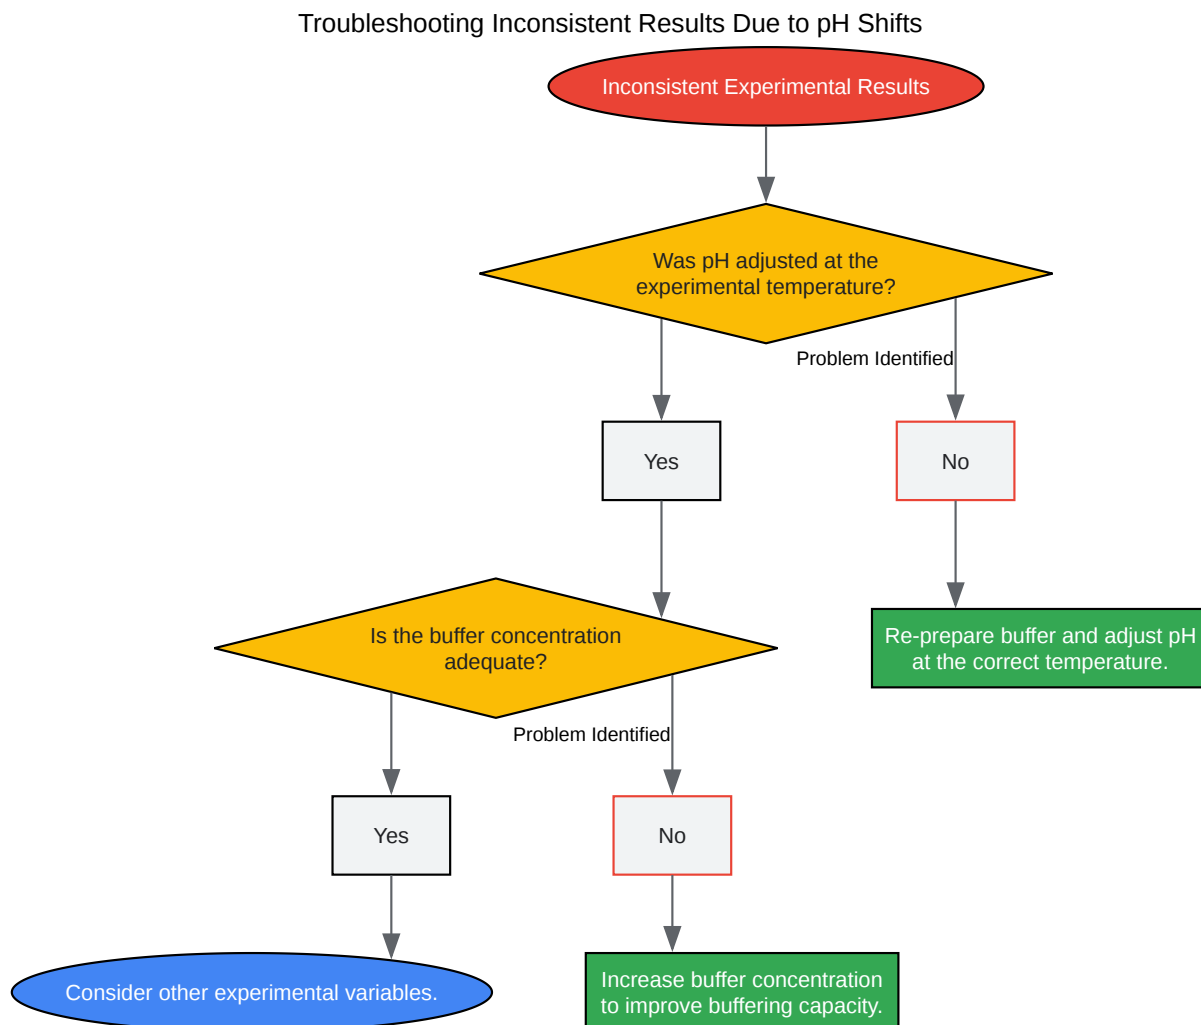 Troubleshooting Inconsistent Results Due to pH Shifts
Inconsistent Experimental Results
Was pH adjusted at the
experimental temperature?
Problem Identified
Yes
No
Is the buffer concentration
adequate?
Re-prepare buffer and adjust pH
at the correct temperature.
Problem Identified
Yes
No
Consider other experimental variables.
Increase buffer concentration
to improve buffering capacity.